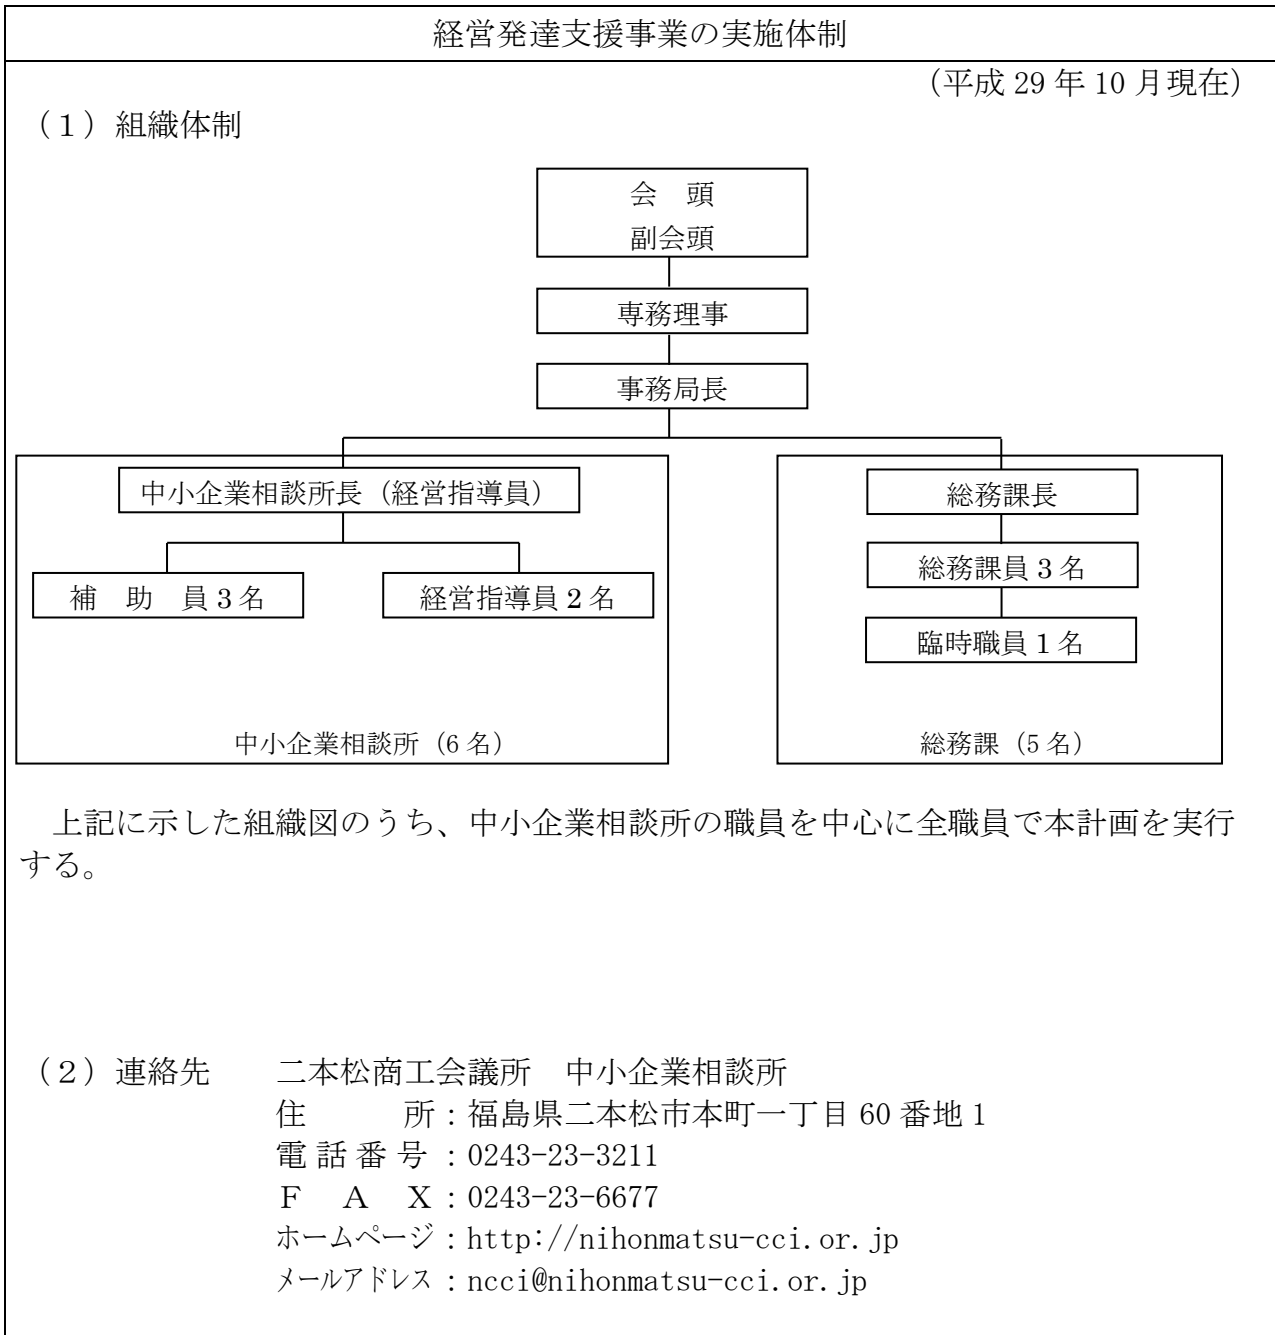 経営発達支援事業の実施体制
（平成 29 年 10 月現在）
（１）組織体制
会　頭
副会頭
専務理事
事務局長
中小企業相談所長（経営指導員）
総務課長
総務課員３名
補　助　員３名
経営指導員２名
臨時職員１名
中小企業相談所（6 名）
総務課（5 名）
上記に示した組織図のうち、中小企業相談所の職員を中心に全職員で本計画を実行
する。
（２）連絡先　二本松商工会議所　中小企業相談所
住　　　所：福島県二本松市本町一丁目 60 番地 1
電 話 番 号 ：0243-23-3211
Ｆ　Ａ　Ｘ：0243-23-6677
ホームページ：http://nihonmatsu-cci.or.jp
メールアドレス：ncci@nihonmatsu-cci.or.jp